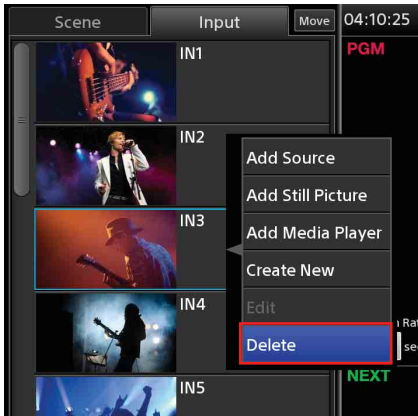 Scene Input Move 04:10:25
IN1 PGM
IN2
Add Source
Add Still Picture
IN3
Add Media Player
Create New
IN4
Edit
Delete
IN5 NEXT